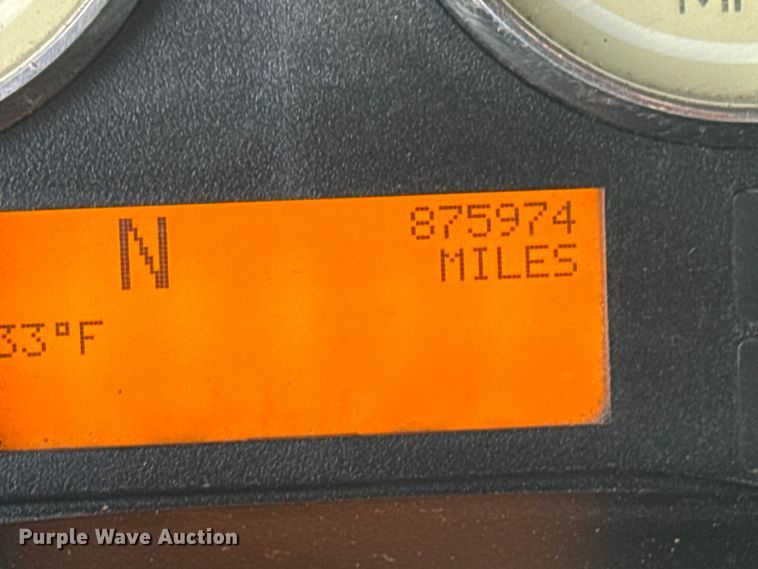 N
875974
MILES
33°F
Purple Wave Auction